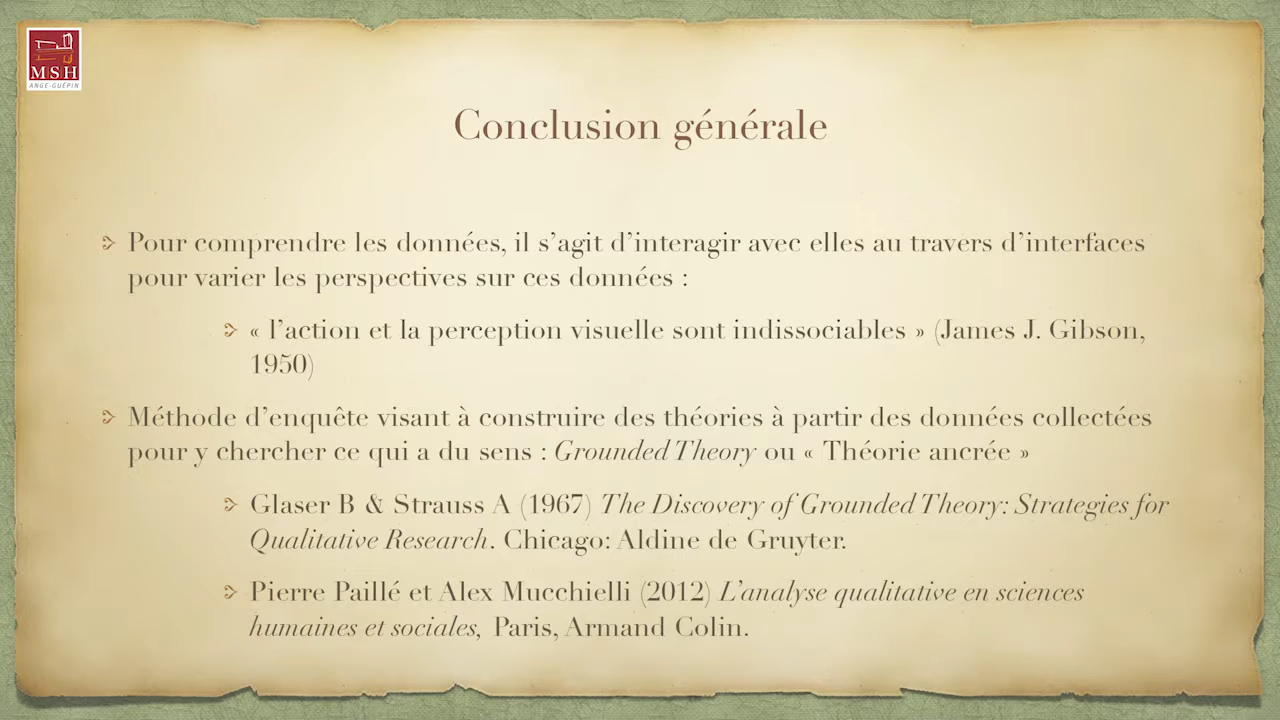 MSH
ANGE-GUÉPIN
Conclusion générale
Pour comprendre les données, il s’agit d’interagir avec elles au travers d’interfaces
pour varier les perspectives sur ces données :
« l’action et la perception visuelle sont indissociables » (James J. Gibson,
1950)
Méthode d’enquête visant à construire des théories à partir des données collectées
pour y chercher ce qui a du sens : Grounded Theory ou « Théorie ancrée »
Glaser B & Strauss A (1967) The Discovery of Grounded Theory: Strategies for
Qualitative Research. Chicago: Aldine de Gruyter.
Pierre Paillé et Alex Mucchielli (2012) L’analyse qualitative en sciences
humaines et sociales, Paris, Armand Colin.